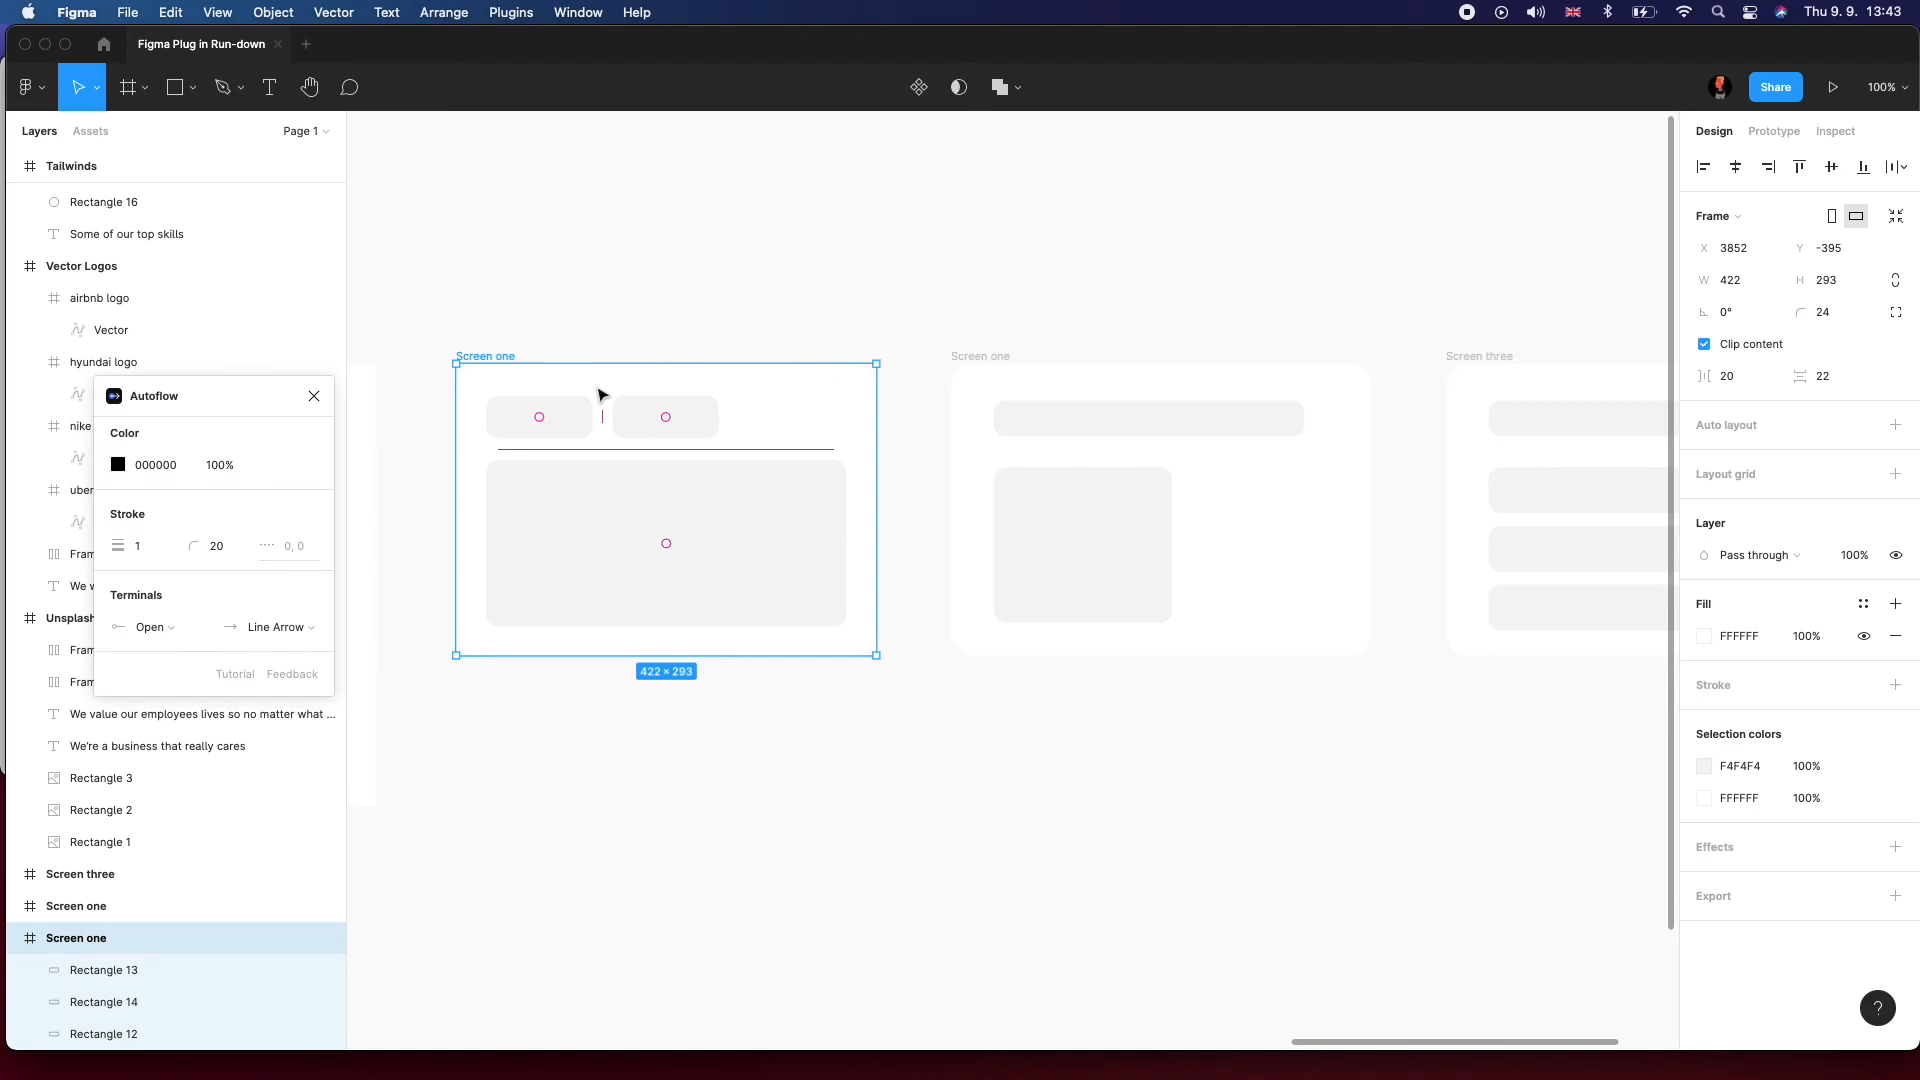 Figma File Edit View Object Vector Text Arrange Plugins Window Help
Thu 9. 9. 13:43
Figma Plug in Run-down
Share
100%
Layers Assets Page 1
Tailwinds
Rectangle 16
Some of our top skills
Vector Logos
airbnb logo
Vector
hyundai logo
nike
uber
Fram
We v
Unsplash
Fram
Fram
We value our employees lives so no matter what ...
We're a business that really cares
Rectangle 3
Rectangle 2
Rectangle 1
Screen three
Screen one
Screen one
Rectangle 13
Rectangle 14
Rectangle 12
Autoflow
Color
000000 100%
Stroke
1 20 0, 0
Terminals
Open Line Arrow
Tutorial Feedback
Screen one
422 × 293
Screen one
Screen three
Design Prototype Inspect
Frame
X 3852 Y -395
W 422 H 293
0° 24
Clip content
20 22
Auto layout
Layout grid
Layer
Pass through 100%
Fill
FFFFFF 100%
Stroke
Selection colors
F4F4F4 100%
FFFFFF 100%
Effects
Export
?